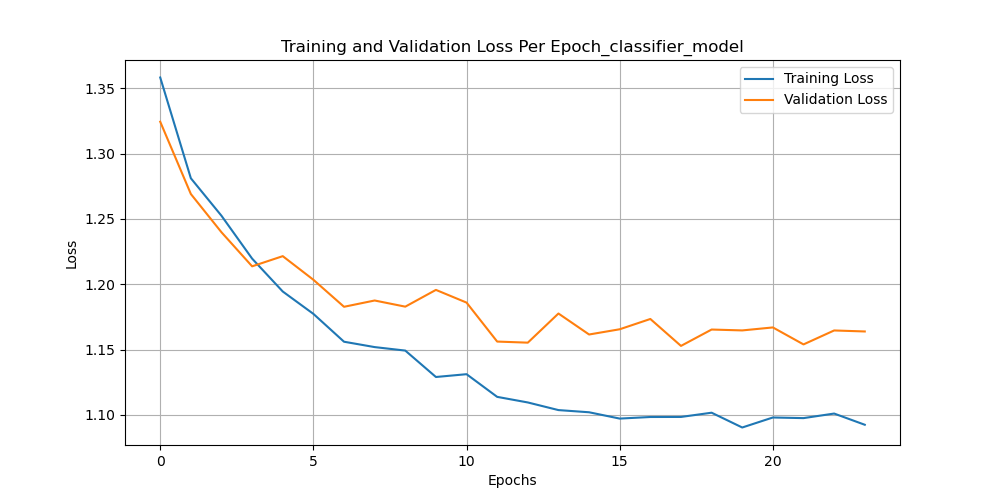 Training and Validation Loss Per Epoch_classifier_model
Training Loss
Validation Loss
1.35
1.30
1.25
1.20
1.15
1.10
Loss
0
5
10
15
20
Epochs